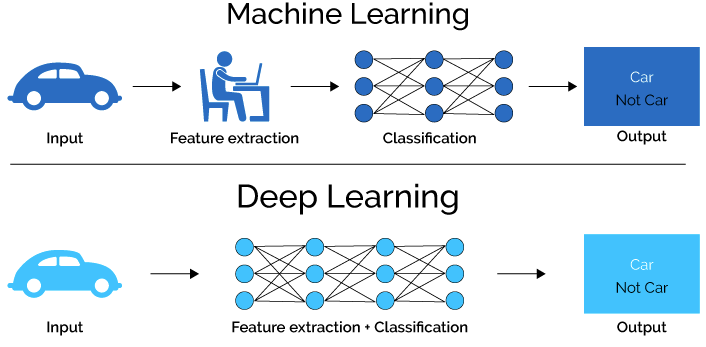 Machine Learning
Car
Not Car
Input
Feature extraction
Classification
Output
Deep Learning
Car
Not Car
Input
Feature extraction + Classification
Output